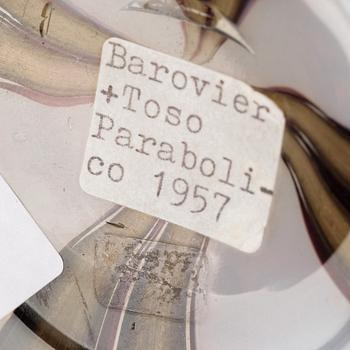 Barovier
+Toso
Paraboli-
co 1957